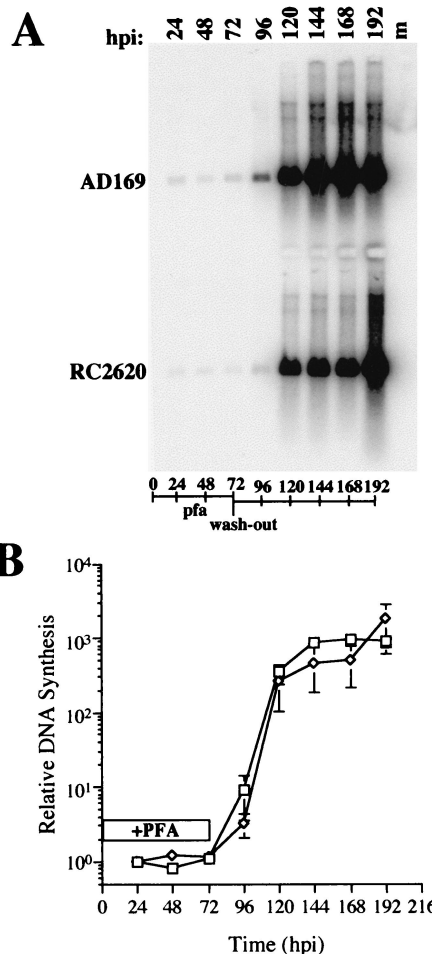 A
hpi: 24 48 72 96 120 144 168 192 m
AD169
RC2620
0 24 48 72 96 120 144 168 192
pfa
wash-out
B
Relative DNA Synthesis
10⁴
10³
10²
10¹
10⁰
+PFA
0 24 48 72 96 120 144 168 192 216
Time (hpi)